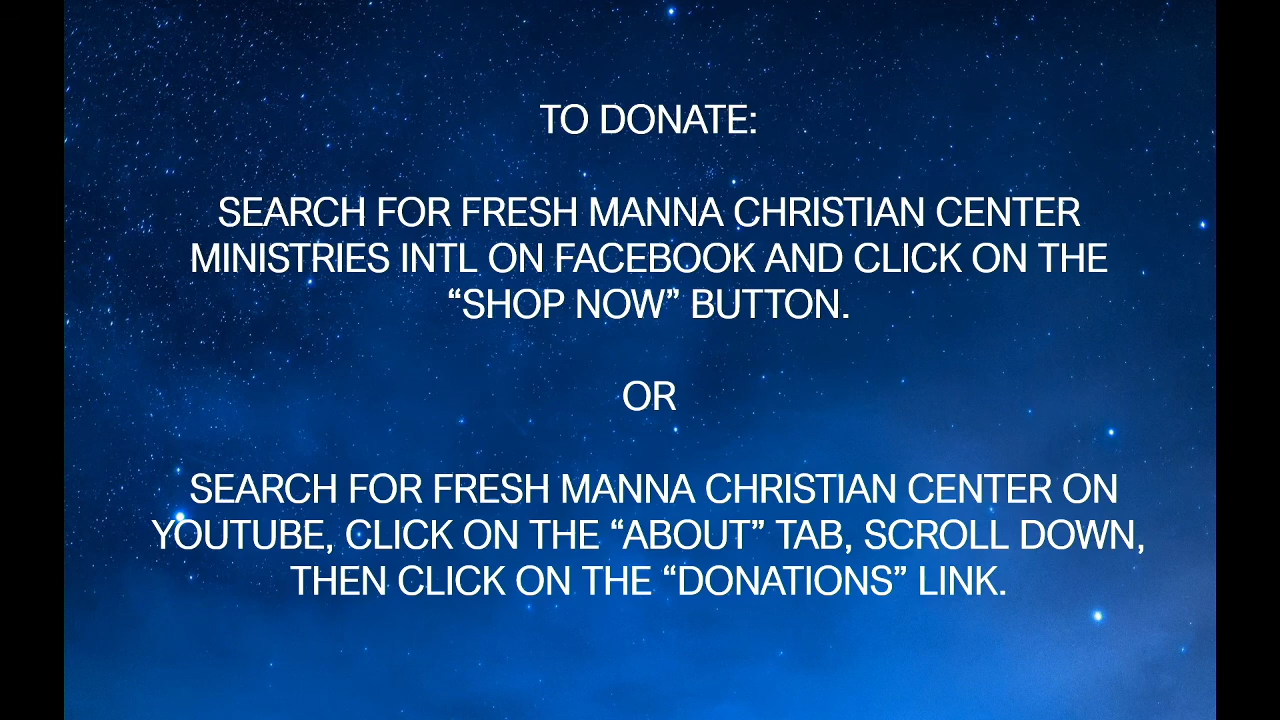 TO DONATE:
SEARCH FOR FRESH MANNA CHRISTIAN CENTER
MINISTRIES INTL ON FACEBOOK AND CLICK ON THE
“SHOP NOW” BUTTON.
OR
SEARCH FOR FRESH MANNA CHRISTIAN CENTER ON
YOUTUBE, CLICK ON THE “ABOUT” TAB, SCROLL DOWN,
THEN CLICK ON THE “DONATIONS” LINK.